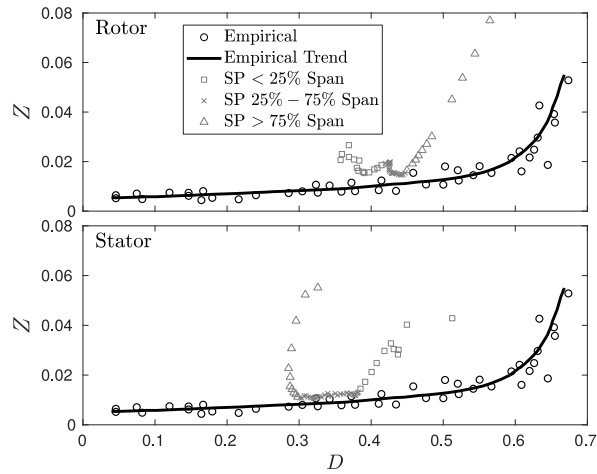 0.08
Rotor
Empirical
Empirical Trend
SP < 25% Span
SP 25% − 75% Span
SP > 75% Span
0.06
0.04
0.02
0
Z
0.08
Stator
0.06
0.04
0.02
0
Z
0 0.1 0.2 0.3 0.4 0.5 0.6 0.7
D